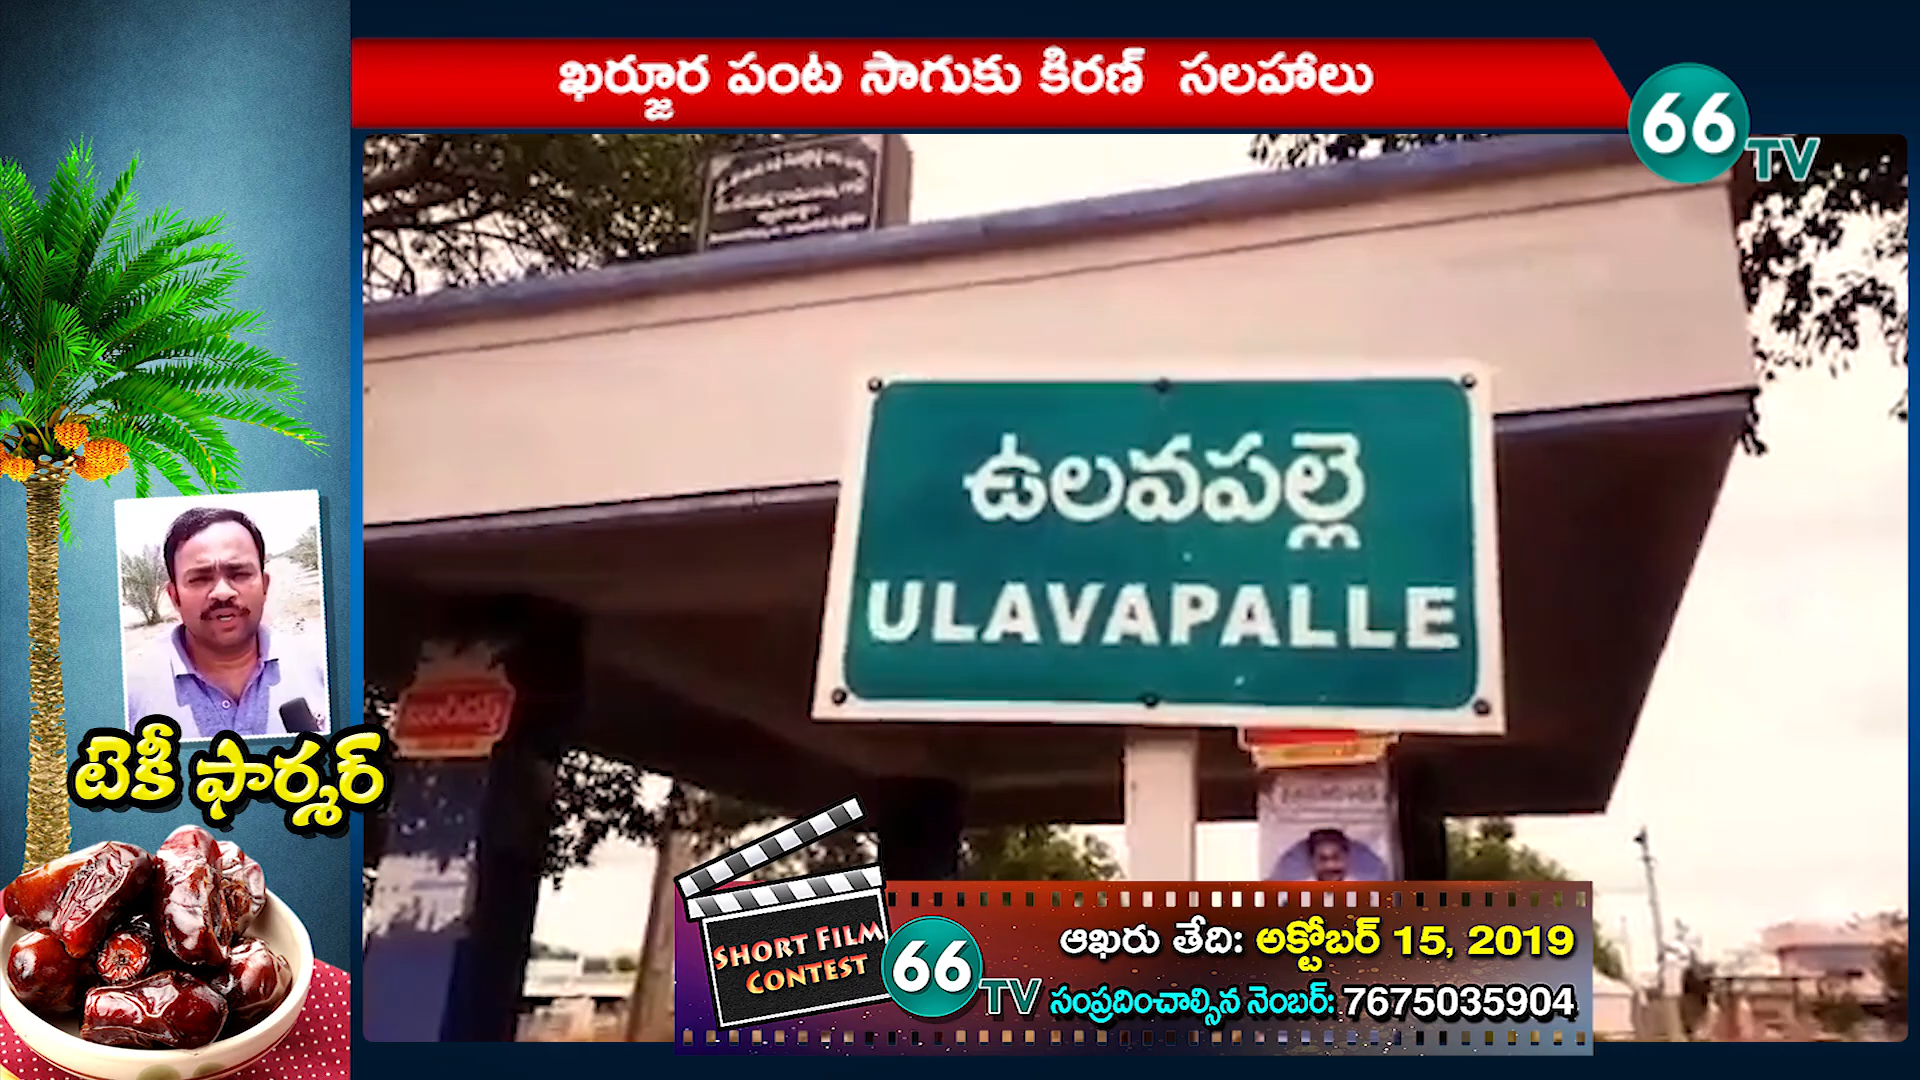 ఖర్జూర పంట సాగుకు కిరణ్ సలహాలు
66
TV
ఉలవపల్లె
ULAVAPALLE
టెకీ ఫార్మర్
SHORT FILM
CONTEST
66
TV
ఆఖరు తేది: అక్టోబర్ 15, 2019
సంప్రదించాల్సిన నెంబర్: 7675035904